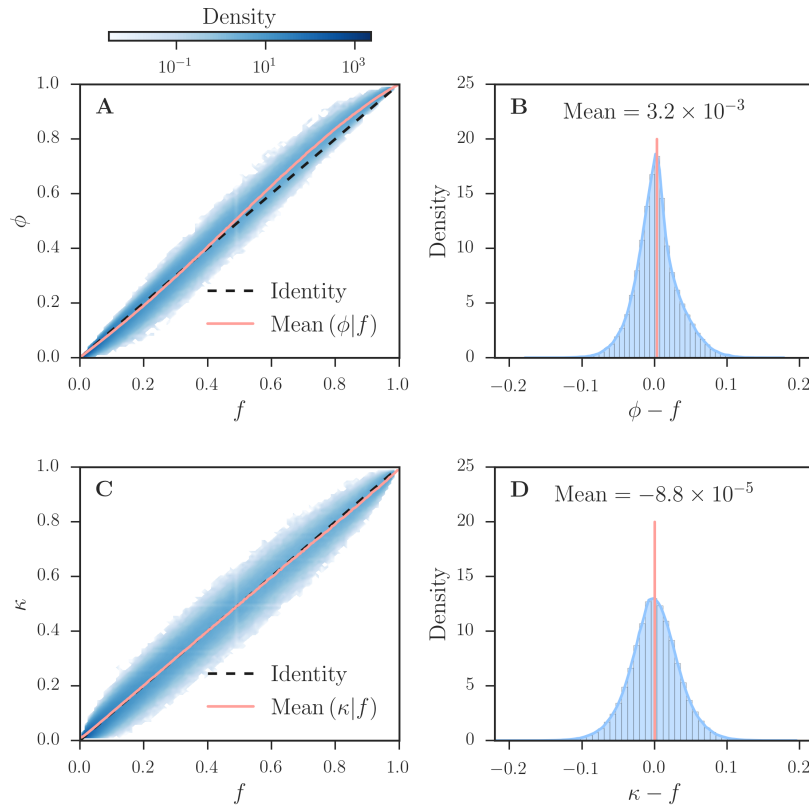 Density
10⁻¹ 10¹ 10³
A
1.0
0.8
0.6
0.4
0.2
0.0
ϕ
Identity
Mean (ϕ|f)
0.0 0.2 0.4 0.6 0.8 1.0
f
B
Mean = 3.2 × 10⁻³
25
20
15
10
5
0
Density
−0.2 −0.1 0.0 0.1 0.2
ϕ − f
C
1.0
0.8
0.6
0.4
0.2
0.0
κ
Identity
Mean (κ|f)
0.0 0.2 0.4 0.6 0.8 1.0
f
D
Mean = −8.8 × 10⁻⁵
25
20
15
10
5
0
Density
−0.2 −0.1 0.0 0.1 0.2
κ − f